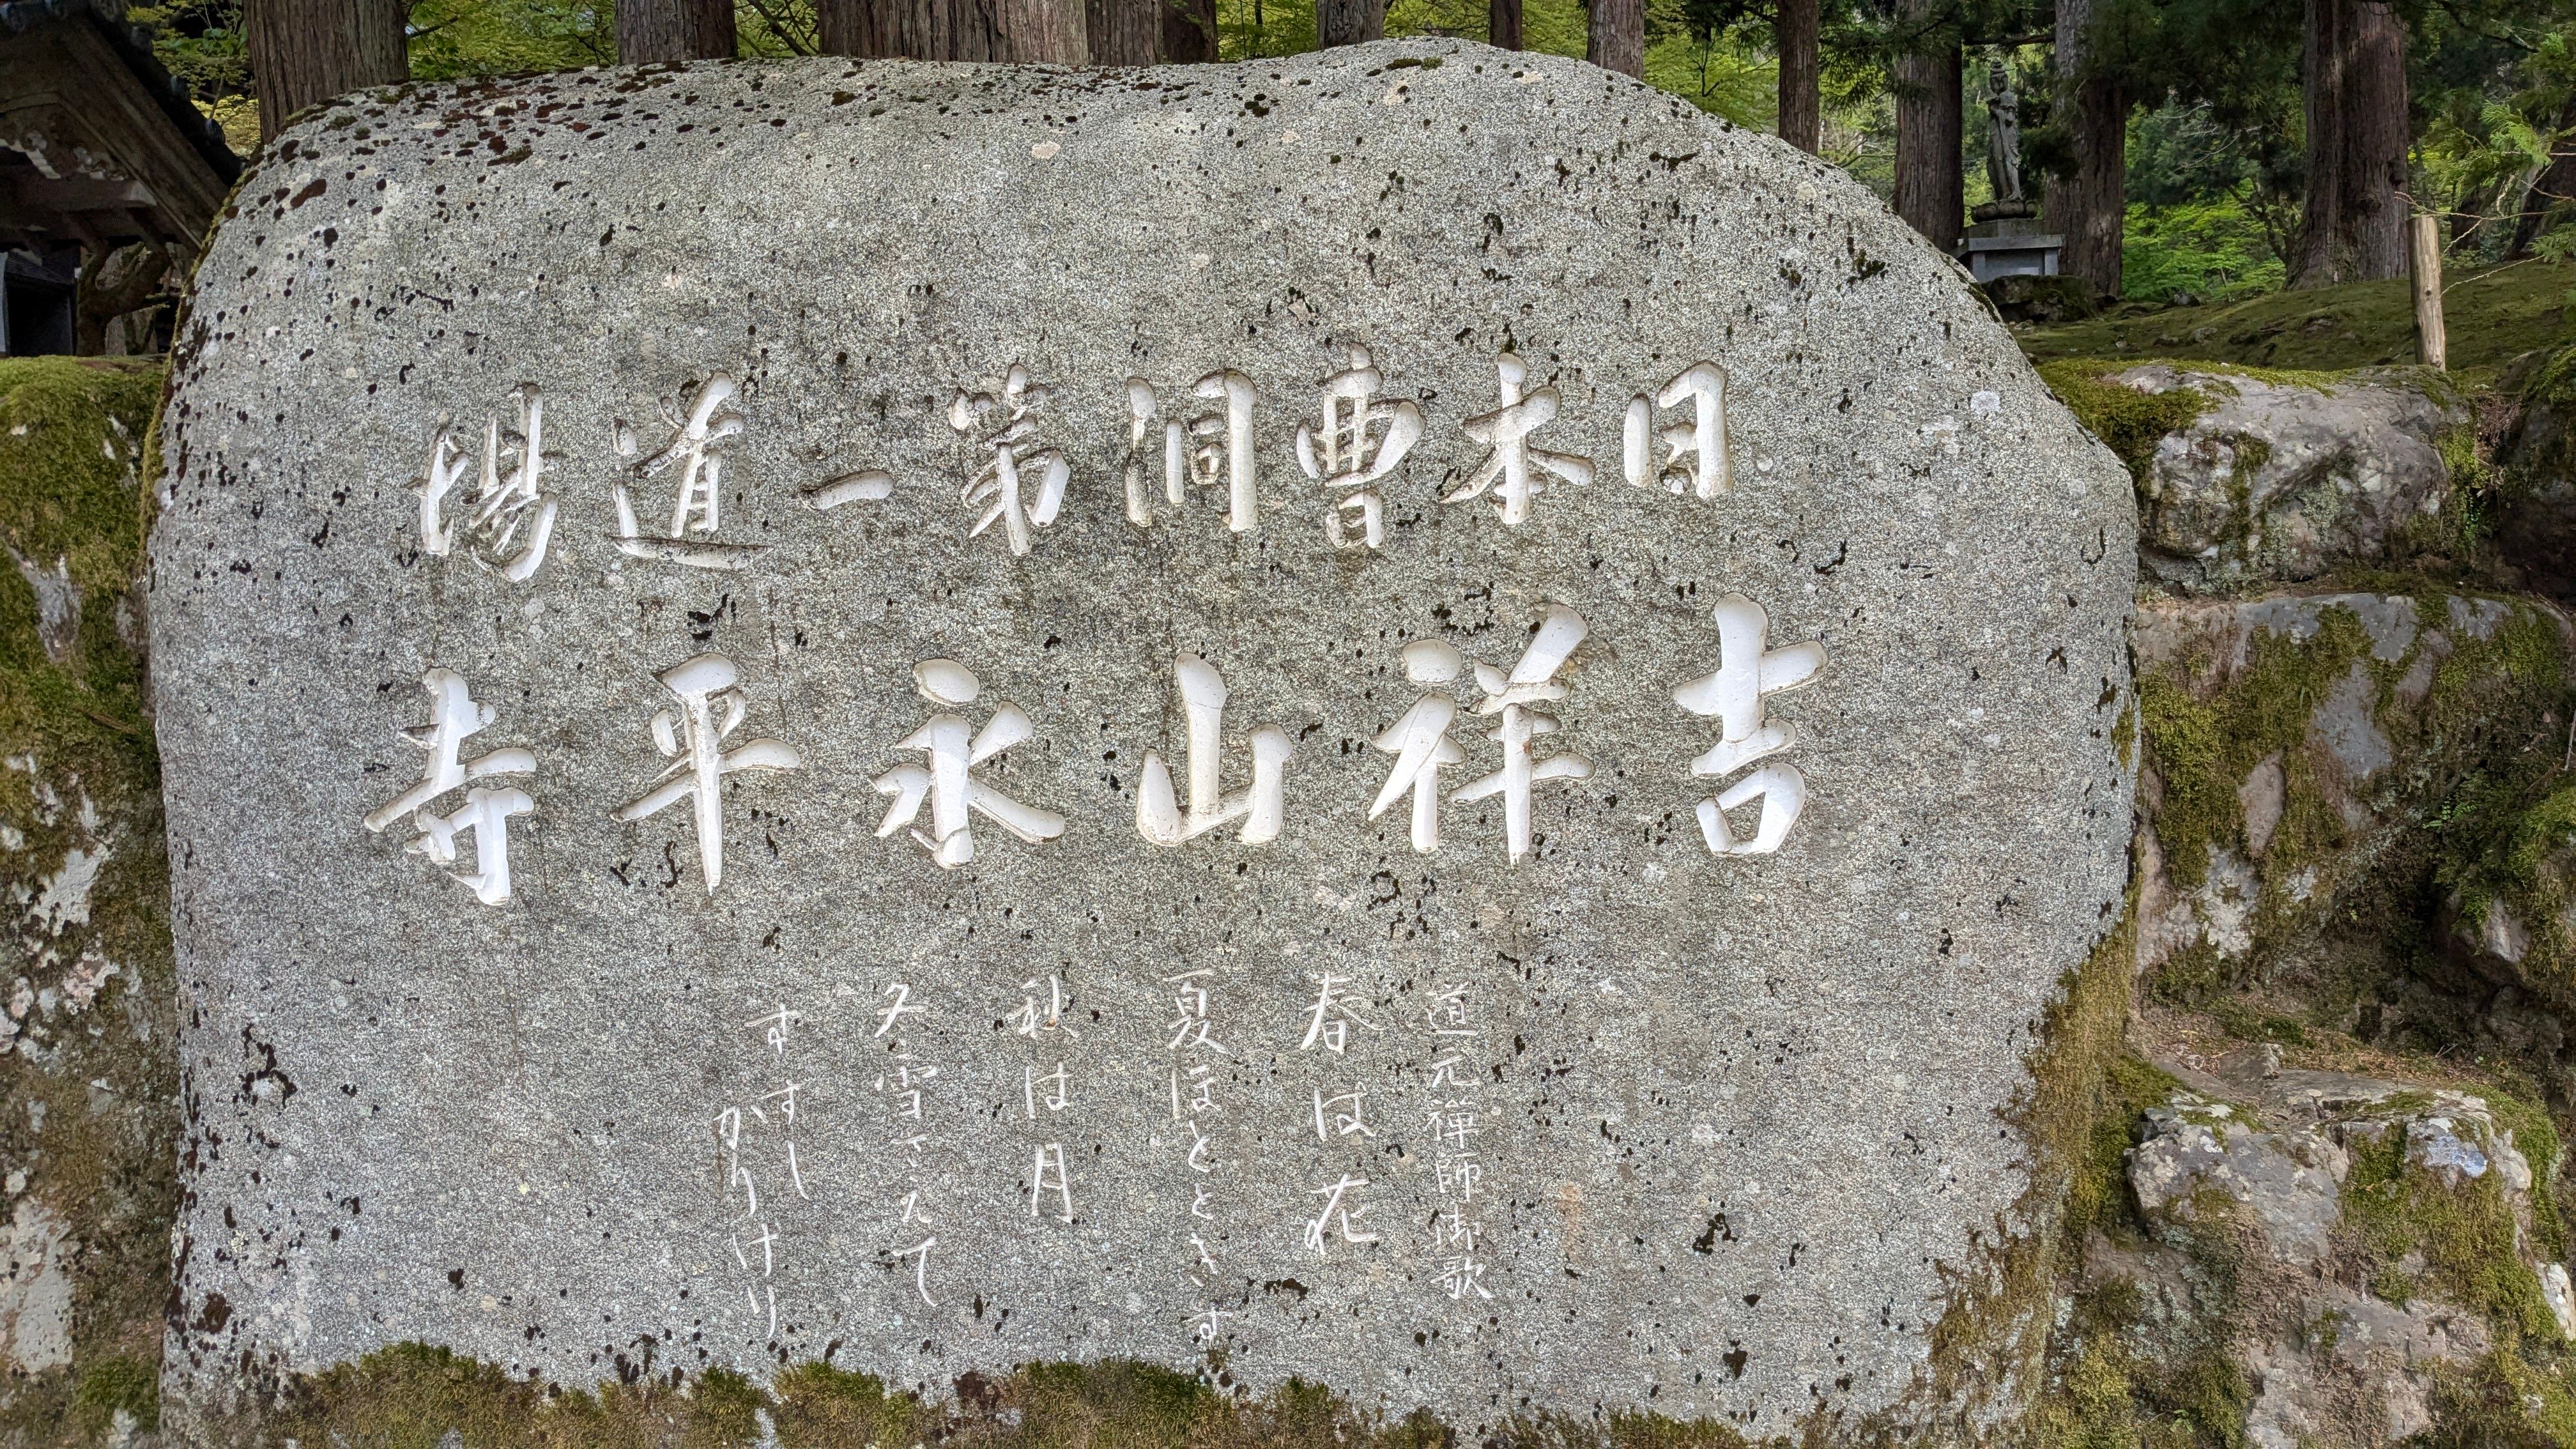 日本曹洞第一道場
吉祥山永平寺
道元禅師御歌
春は花
夏ほととぎす
秋は月
冬雪さえて
すずし
かりけり